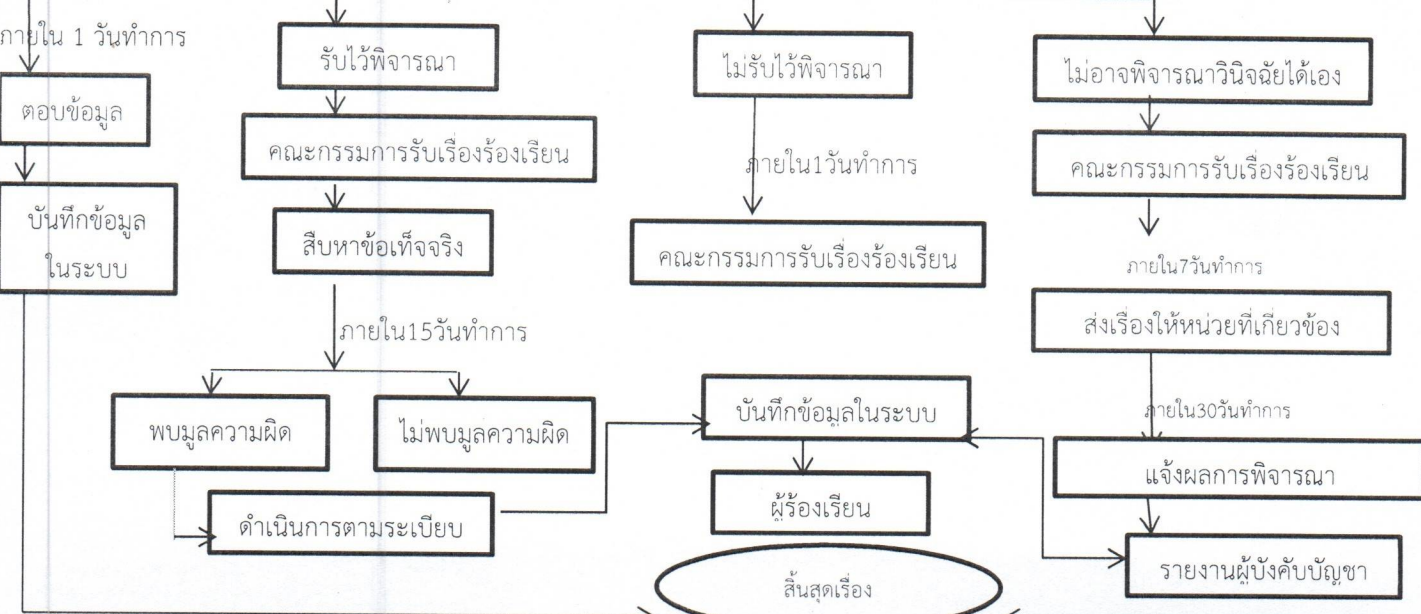 ภายใน 1 วันทำการ
ตอบข้อมูล
บันทึกข้อมูล
ในระบบ
รับไว้พิจารณา
คณะกรรมการรับเรื่องร้องเรียน
สืบหาข้อเท็จจริง
ภายใน15วันทำการ
พบมูลความผิด
ไม่พบมูลความผิด
ดำเนินการตามระเบียบ
ไม่รับไว้พิจารณา
ภายใน1วันทำการ
คณะกรรมการรับเรื่องร้องเรียน
บันทึกข้อมูลในระบบ
ผู้ร้องเรียน
สิ้นสุดเรื่อง
ไม่อาจพิจารณาวินิจฉัยได้เอง
คณะกรรมการรับเรื่องร้องเรียน
ภายใน7วันทำการ
ส่งเรื่องให้หน่วยที่เกี่ยวข้อง
ภายใน30วันทำการ
แจ้งผลการพิจารณา
รายงานผู้บังคับบัญชา